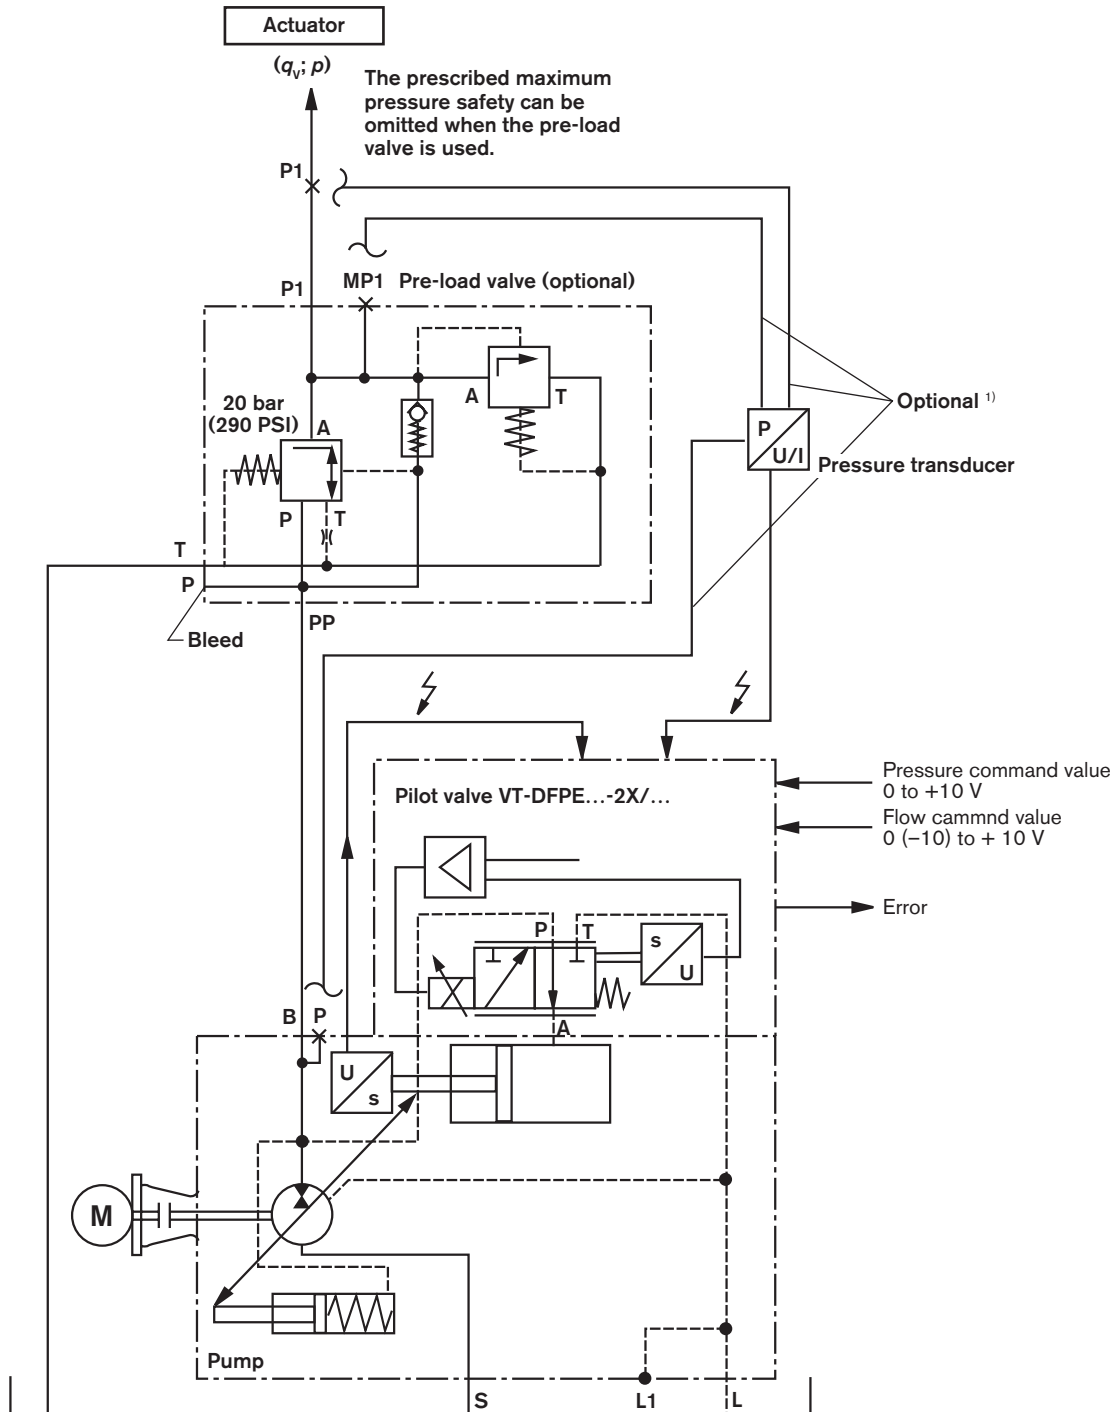 Actuator
(qV; p)
The prescribed maximum
pressure safety can be
omitted when the pre-load
valve is used.
P1
P1
MP1
Pre-load valve (optional)
20 bar
(290 PSI)
A
A
T
P
T
T
P
PP
Bleed
P
U/I
Optional 1)
Pressure transducer
Pilot valve VT-DFPE…-2X/…
Pressure command value
0 to +10 V
Flow cammnd value
0 (–10) to + 10 V
Error
P
T
s
U
A
B
P
U
s
M
Pump
S
L1
L